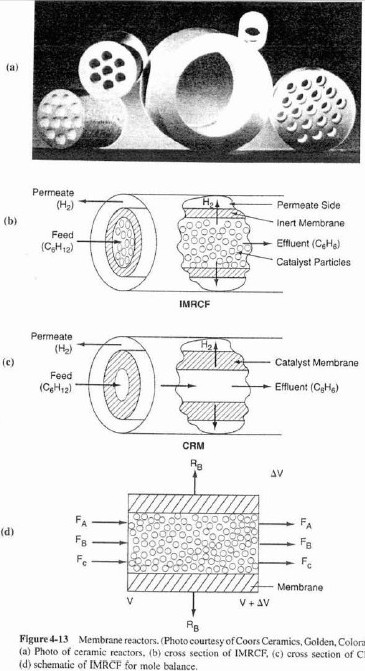 (a)
Permeate
(H2)
(b)
Feed
(C6H12)
H2
Permeate Side
Inert Membrane
Effluent (C6H6)
Catalyst Particles
IMRCF
Permeate
(H2)
(c)
Feed
(C6H12)
H2
Catalyst Membrane
Effluent (C6H6)
CRM
RB
ΔV
(d)
FA
FB
Fc
FA
FB
Fc
Membrane
V
V + ΔV
RB
Figure 4-13 Membrane reactors. (Photo courtesy of Coors Ceramics, Golden, Colora
(a) Photo of ceramic reactors, (b) cross section of IMRCF, (c) cross section of C
(d) schematic of IMRCF for mole balance.